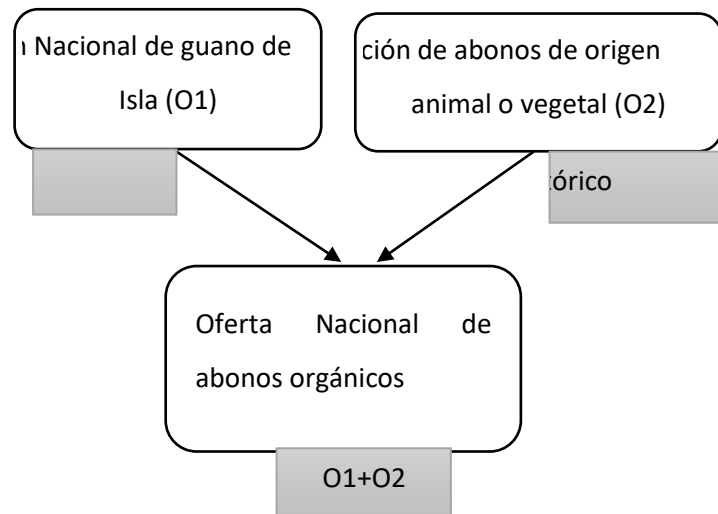 Nacional de guano de
Isla (O1)
ción de abonos de origen
animal o vegetal (O2)
órico
Oferta Nacional de
abonos orgánicos
O1+O2